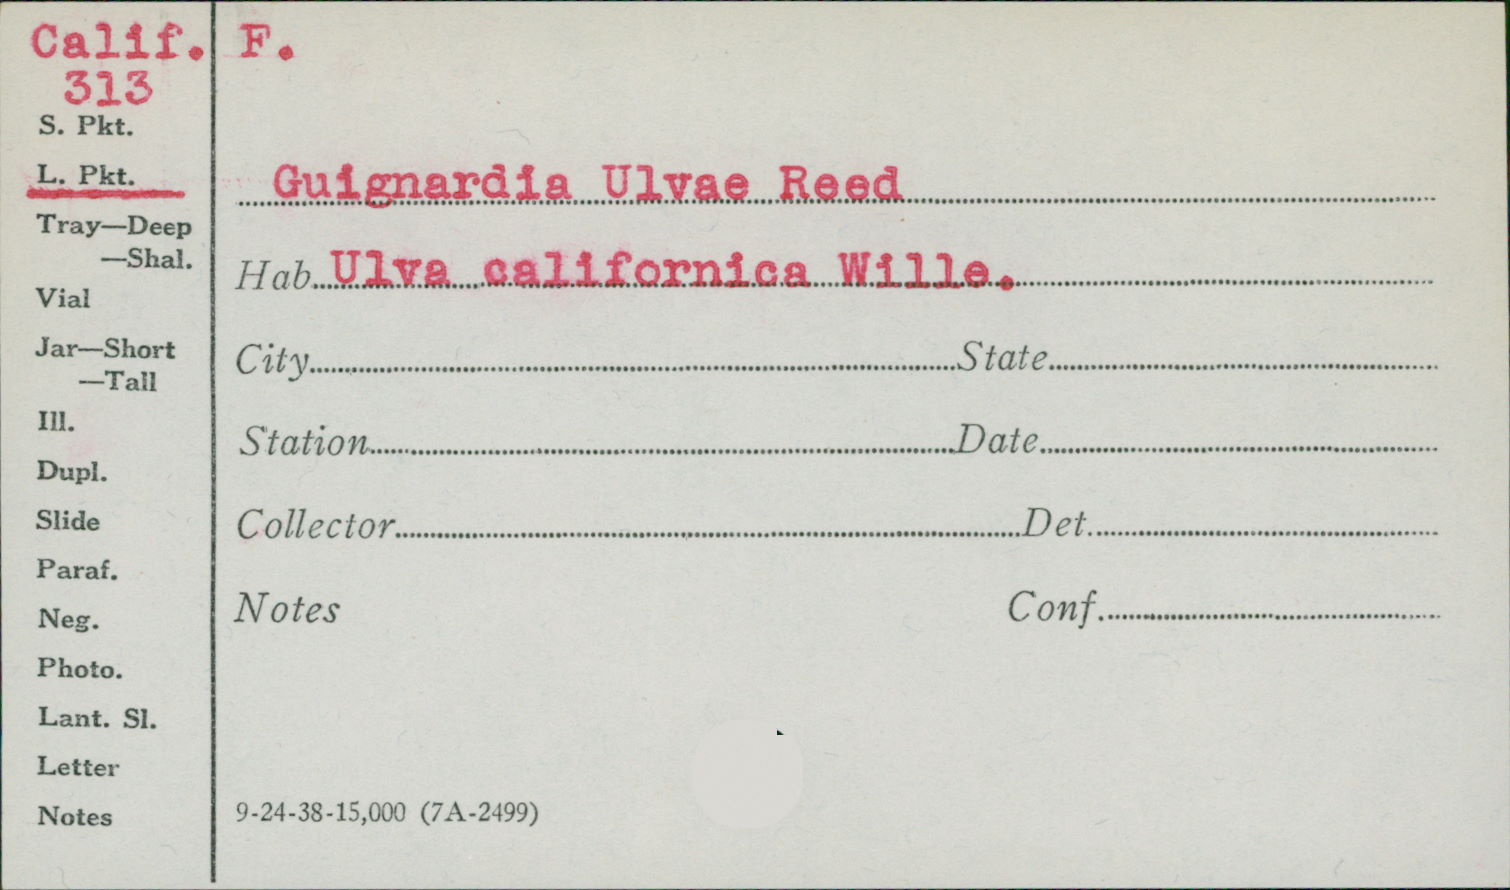 Calif. F.
313
S. Pkt.
L. Pkt.
Tray—Deep
—Shal.
Vial
Jar—Short
—Tall
Ill.
Dupl.
Slide
Paraf.
Neg.
Photo.
Lant. Sl.
Letter
Notes
Guignardia Ulvae Reed
Hab. Ulva californica Wille.
City State
Station Date
Collector Det.
Notes Conf.
9-24-38-15,000 (7A-2499)